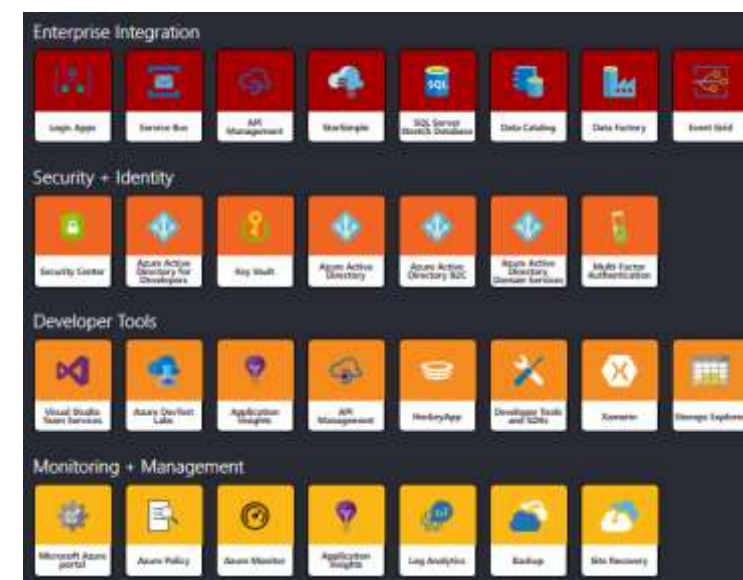 Enterprise Integration
Logic Apps
Service Bus
API
Management
StorSimple
SQL Server
Stretch Database
Data Catalog
Data Factory
Event Grid
Security + Identity
Security Center
Azure Active
Directory for
Developers
Key Vault
Azure Active
Directory
Azure Active
Directory B2C
Azure Active
Directory
Domain Services
Multi-Factor
Authentication
Developer Tools
Visual Studio
Team Services
Azure DevTest
Labs
Application
Insights
API
Management
HockeyApp
Developer Tools
and SDKs
Xamarin
Storage Explorer
Monitoring + Management
Microsoft Azure
portal
Azure Policy
Azure Monitor
Application
Insights
Log Analytics
Backup
Site Recovery
SQL